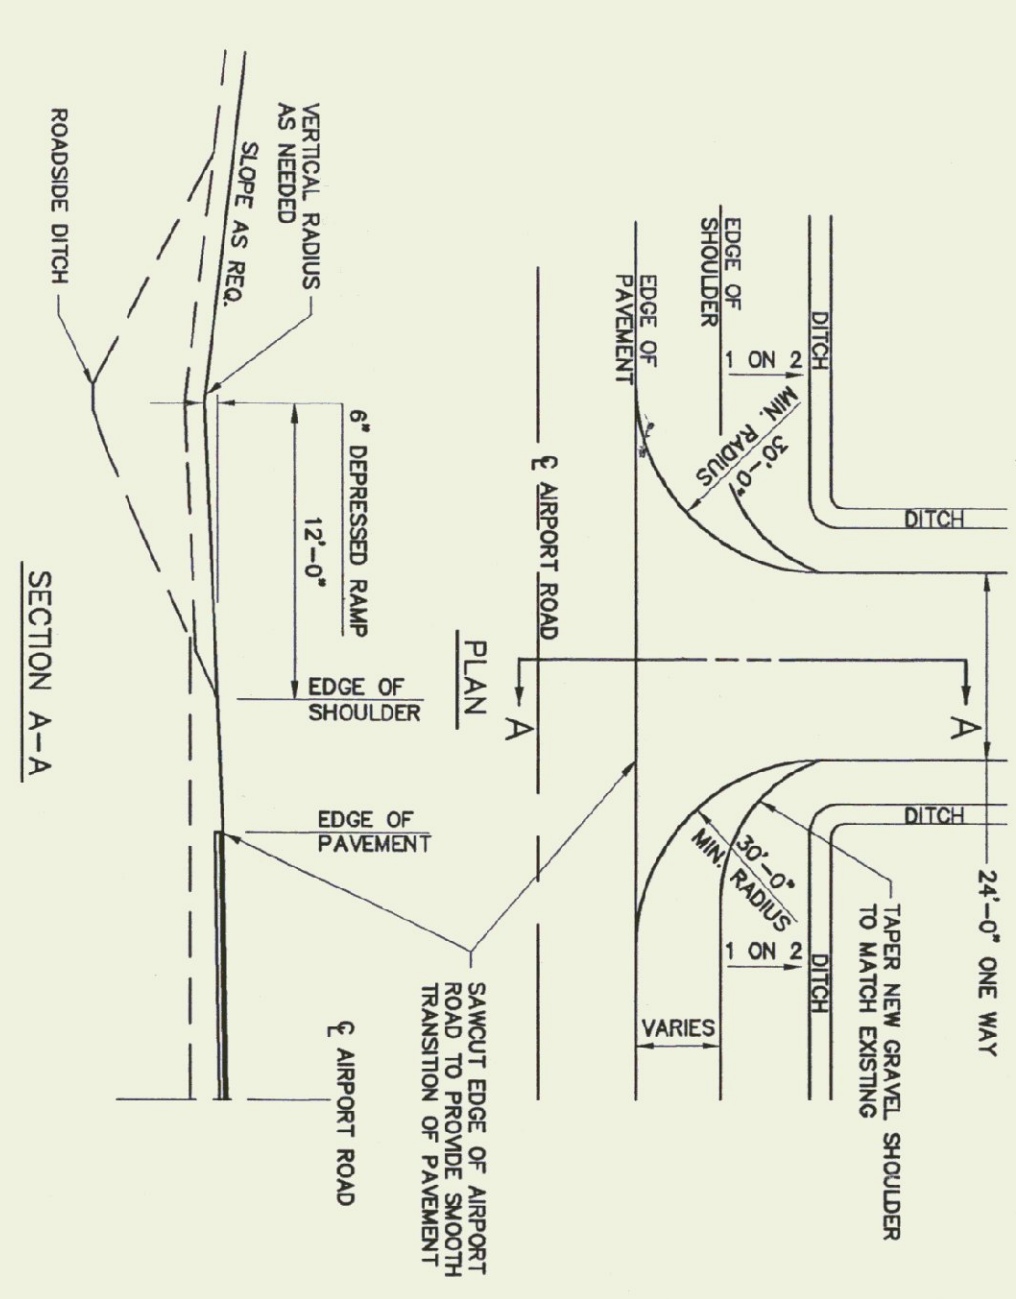 24'-0" ONE WAY
TAPER NEW GRAVEL SHOULDER
TO MATCH EXISTING
DITCH
DITCH
A
DITCH
DITCH
1 ON 2
1 ON 2
30'-0"
MIN. RADIUS
30'-0"
MIN. RADIUS
EDGE OF
SHOULDER
EDGE OF
PAVEMENT
VARIES
℄ AIRPORT ROAD
A
PLAN
SAWCUT EDGE OF AIRPORT
ROAD TO PROVIDE SMOOTH
TRANSITION OF PAVEMENT
VERTICAL RADIUS
AS NEEDED
SLOPE AS REQ.
6" DEPRESSED RAMP
12'-0"
EDGE OF
SHOULDER
EDGE OF
PAVEMENT
℄ AIRPORT ROAD
ROADSIDE DITCH
SECTION A-A